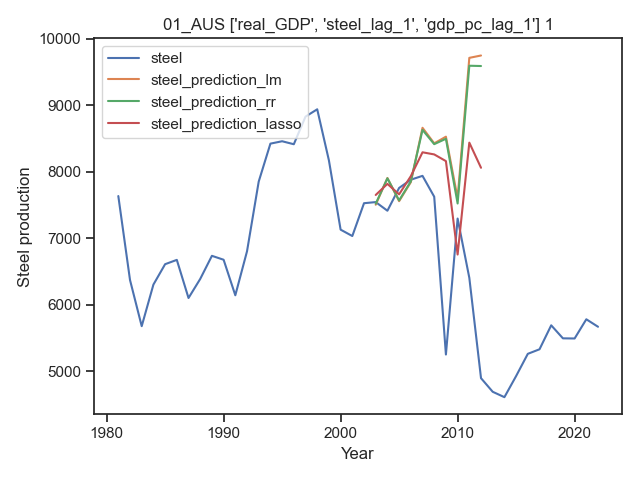 01_AUS ['real_GDP', 'steel_lag_1', 'gdp_pc_lag_1'] 1
10000
9000
8000
7000
6000
5000
Steel production
steel
steel_prediction_lm
steel_prediction_rr
steel_prediction_lasso
1980 1990 2000 2010 2020
Year